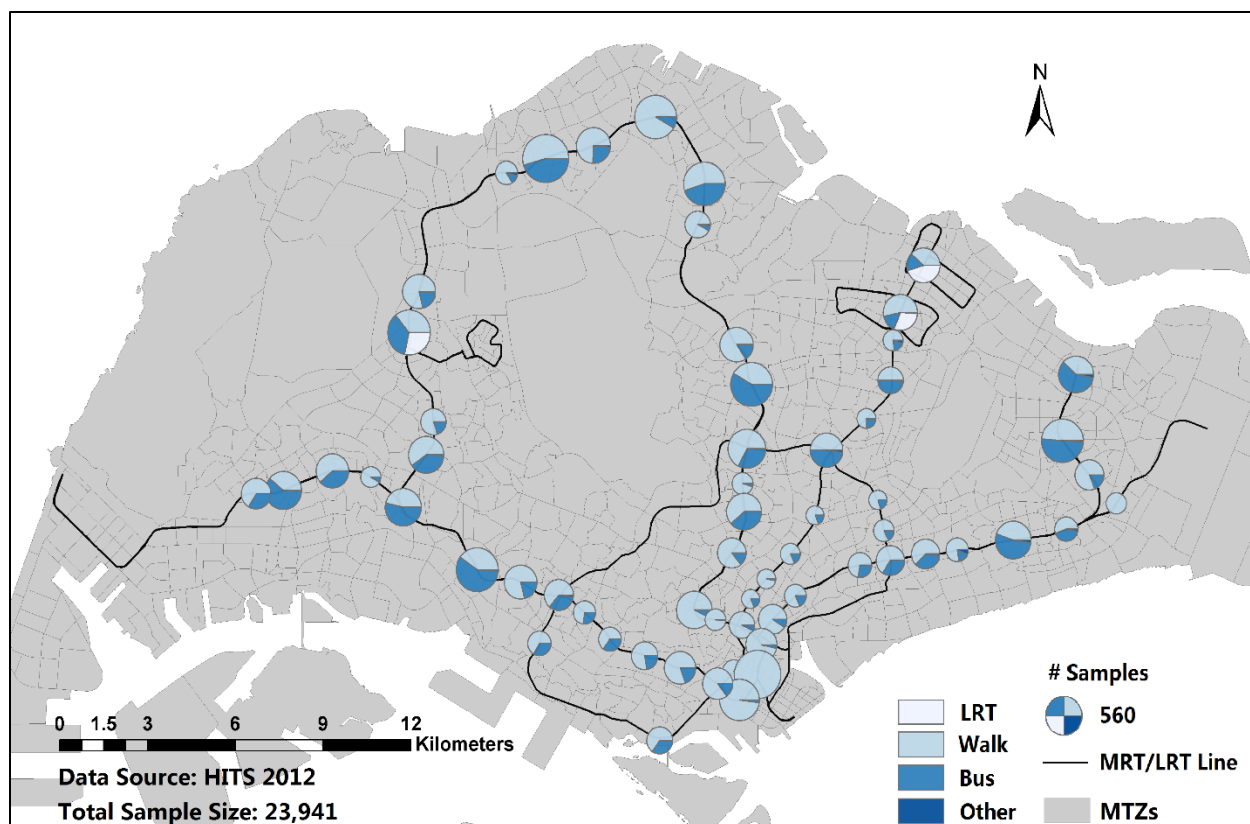 N
# Samples
560
LRT
Walk
Bus
Other
MRT/LRT Line
MTZs
0 1.5 3 6 9 12
Kilometers
Data Source: HITS 2012
Total Sample Size: 23,941